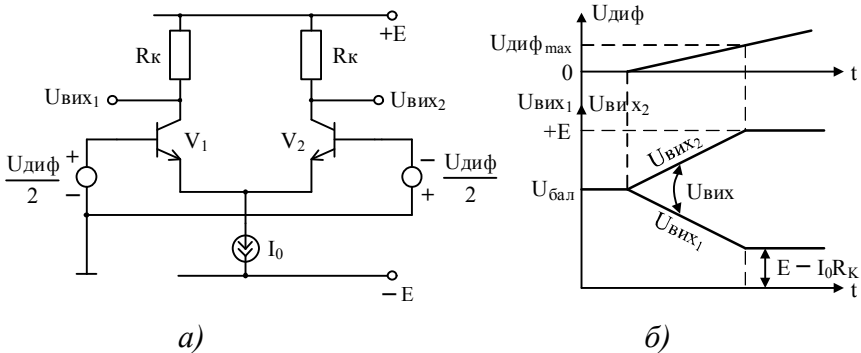 +E
Rк
Rк
Uвих₁
Uвих₂
V₁
V₂
+
−
Uдиф
2
−
+
Uдиф
2
I₀
− E
а)
Uдиф
Uдиф max
0
t
Uвих₁ Uвих₂
+E
Uвих₂
Uбал
Uвих
Uвих₁
E − I₀RK
t
б)